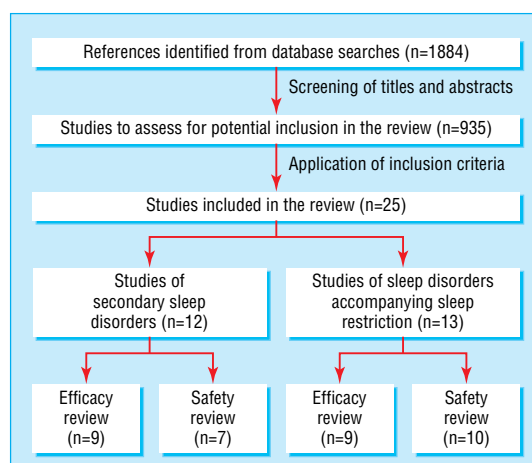 References identified from database searches (n=1884)
Screening of titles and abstracts
Studies to assess for potential inclusion in the review (n=935)
Application of inclusion criteria
Studies included in the review (n=25)
Studies of
secondary sleep
disorders (n=12)
Studies of sleep disorders
accompanying sleep
restriction (n=13)
Efficacy
review
(n=9)
Safety
review
(n=7)
Efficacy
review
(n=9)
Safety
review
(n=10)